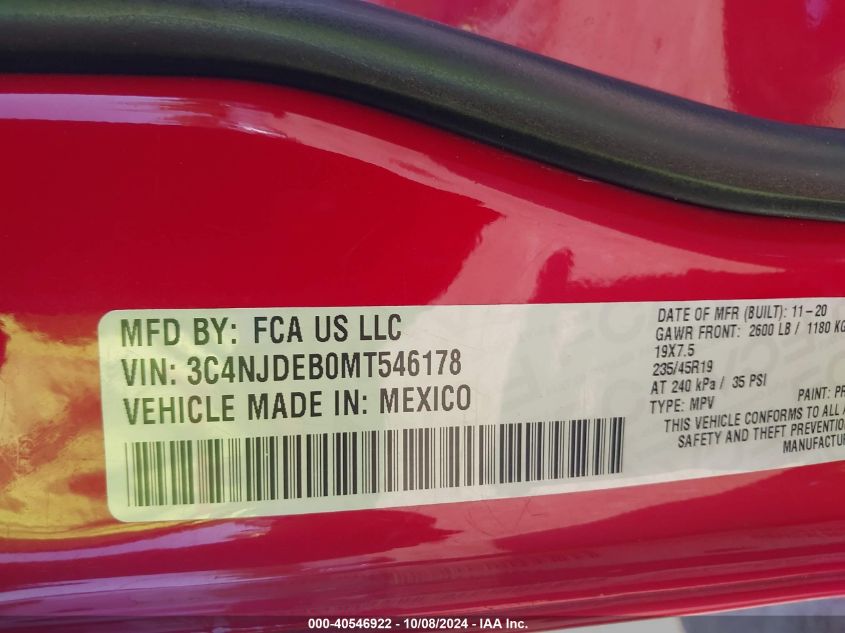 MFD BY: FCA US LLC
VIN: 3C4NJDEB0MT546178
VEHICLE MADE IN: MEXICO
DATE OF MFR (BUILT): 11-20
GAWR FRONT: 2600 LB / 1180 KG
19X7.5
235/45R19
AT 240 kPa / 35 PSI
TYPE: MPV
PAINT: PR
THIS VEHICLE CONFORMS TO ALL A
SAFETY AND THEFT PREVENTION
MANUFACTUR
000-40546922 - 10/08/2024 - IAA Inc.